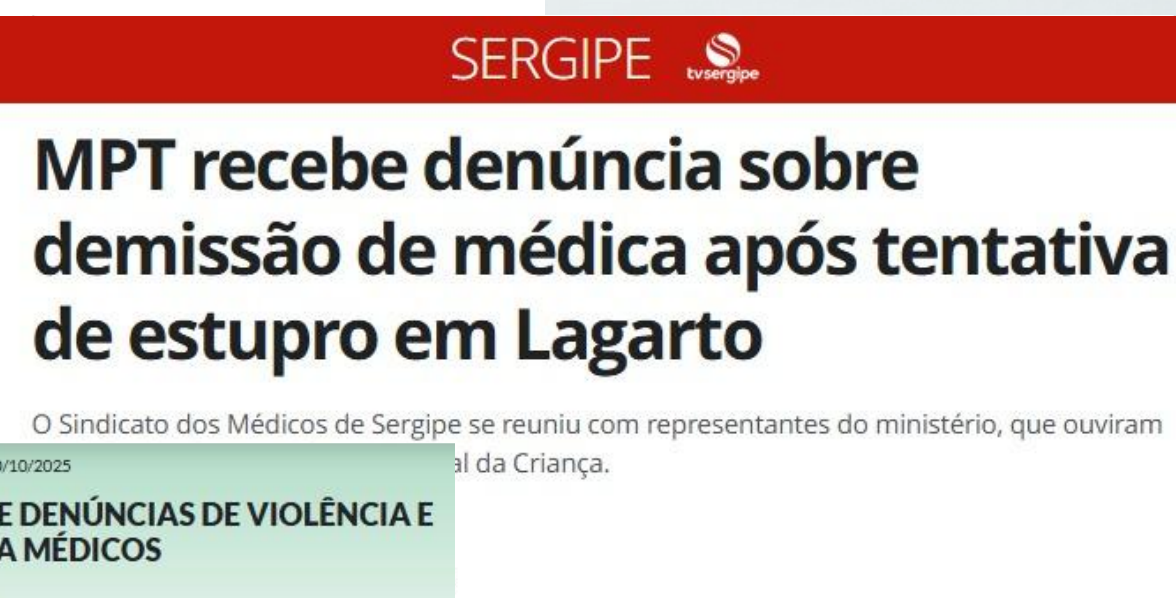 SERGIPE tvsergipe
MPT recebe denúncia sobre
demissão de médica após tentativa
de estupro em Lagarto
O Sindicato dos Médicos de Sergipe se reuniu com representantes do ministério, que ouviram
al da Criança.
/10/2025
E DENÚNCIAS DE VIOLÊNCIA E
A MÉDICOS